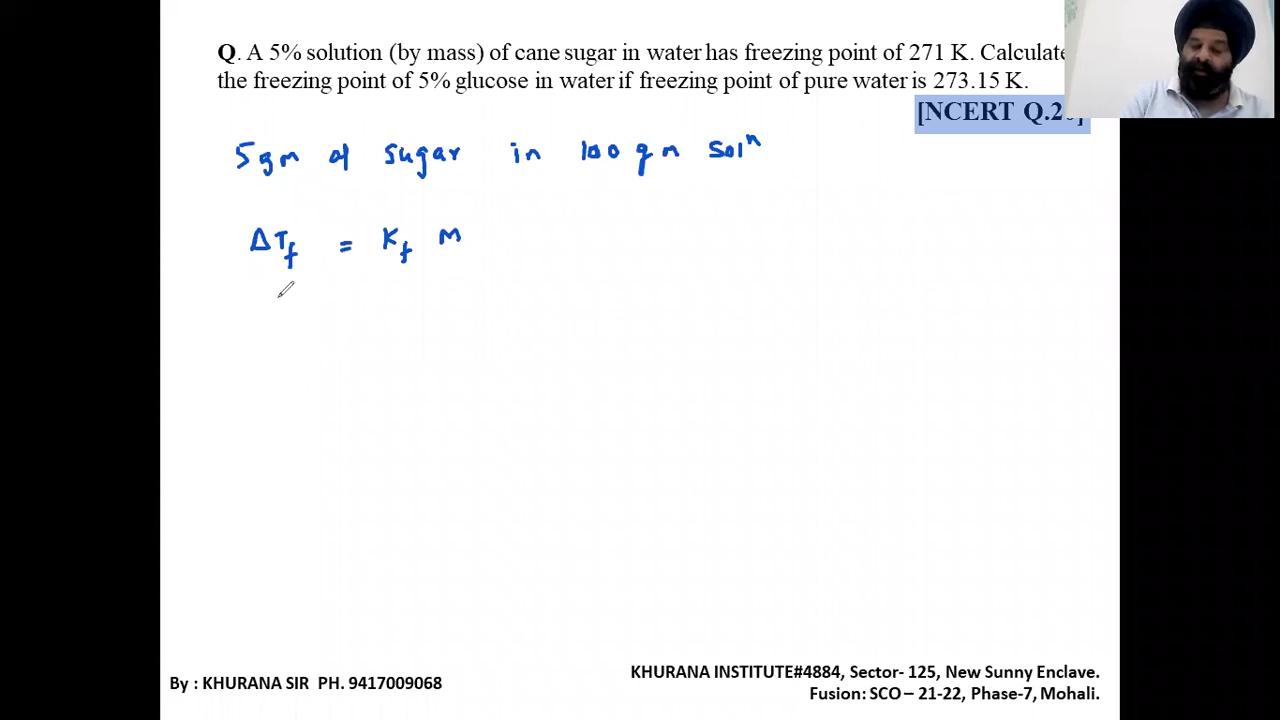 Q. A 5% solution (by mass) of cane sugar in water has freezing point of 271 K. Calculate
the freezing point of 5% glucose in water if freezing point of pure water is 273.15 K.
[NCERT Q.20]
5 gm of sugar in 100 gm Solⁿ
ΔTf = Kf m
By : KHURANA SIR PH. 9417009068
KHURANA INSTITUTE#4884, Sector- 125, New Sunny Enclave.
Fusion: SCO – 21-22, Phase-7, Mohali.